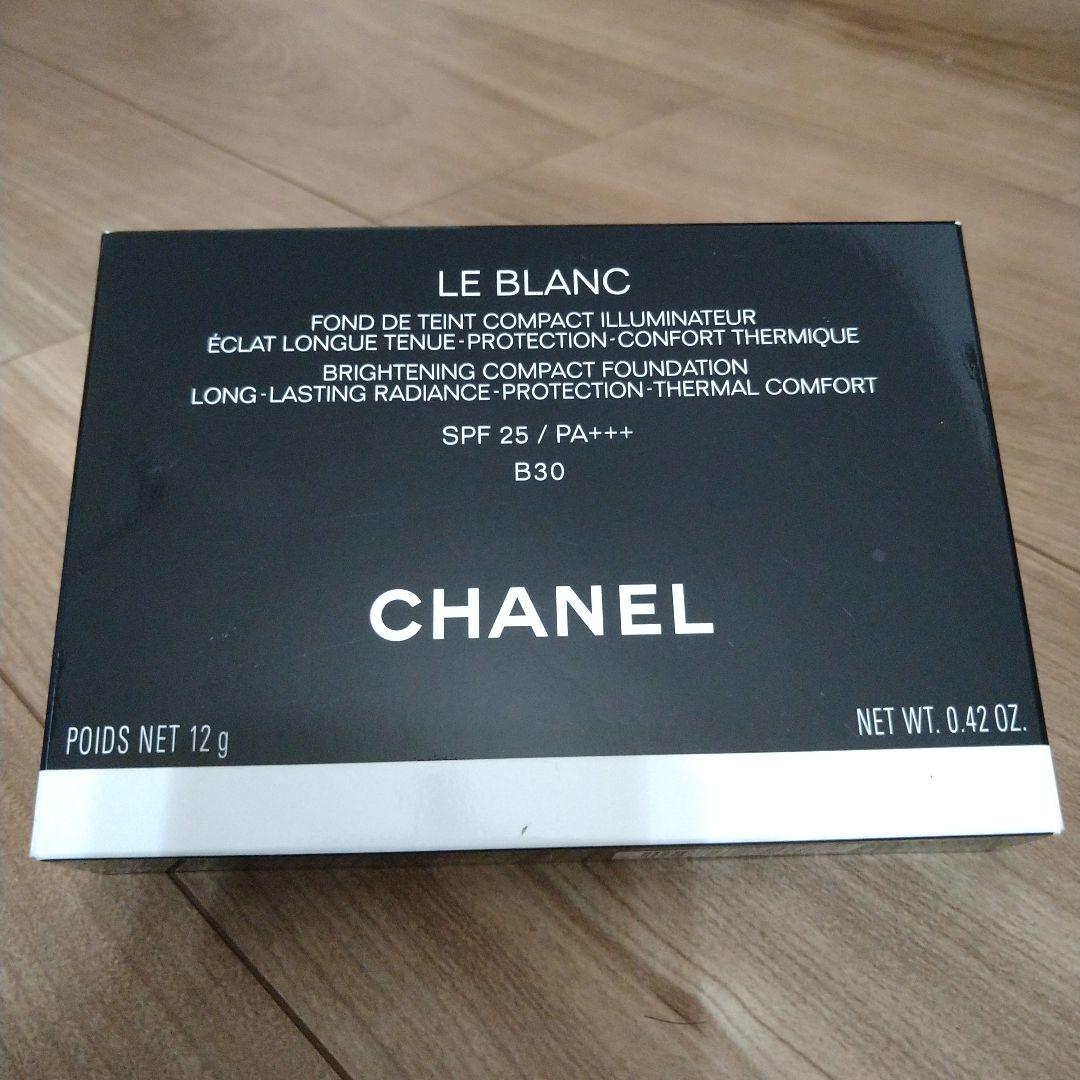 LE BLANC
FOND DE TEINT COMPACT ILLUMINATEUR
ÉCLAT LONGUE TENUE-PROTECTION-CONFORT THERMIQUE
BRIGHTENING COMPACT FOUNDATION
LONG-LASTING RADIANCE-PROTECTION-THERMAL COMFORT
SPF 25 / PA+++
B30
CHANEL
POIDS NET 12 g
NET WT. 0.42 OZ.